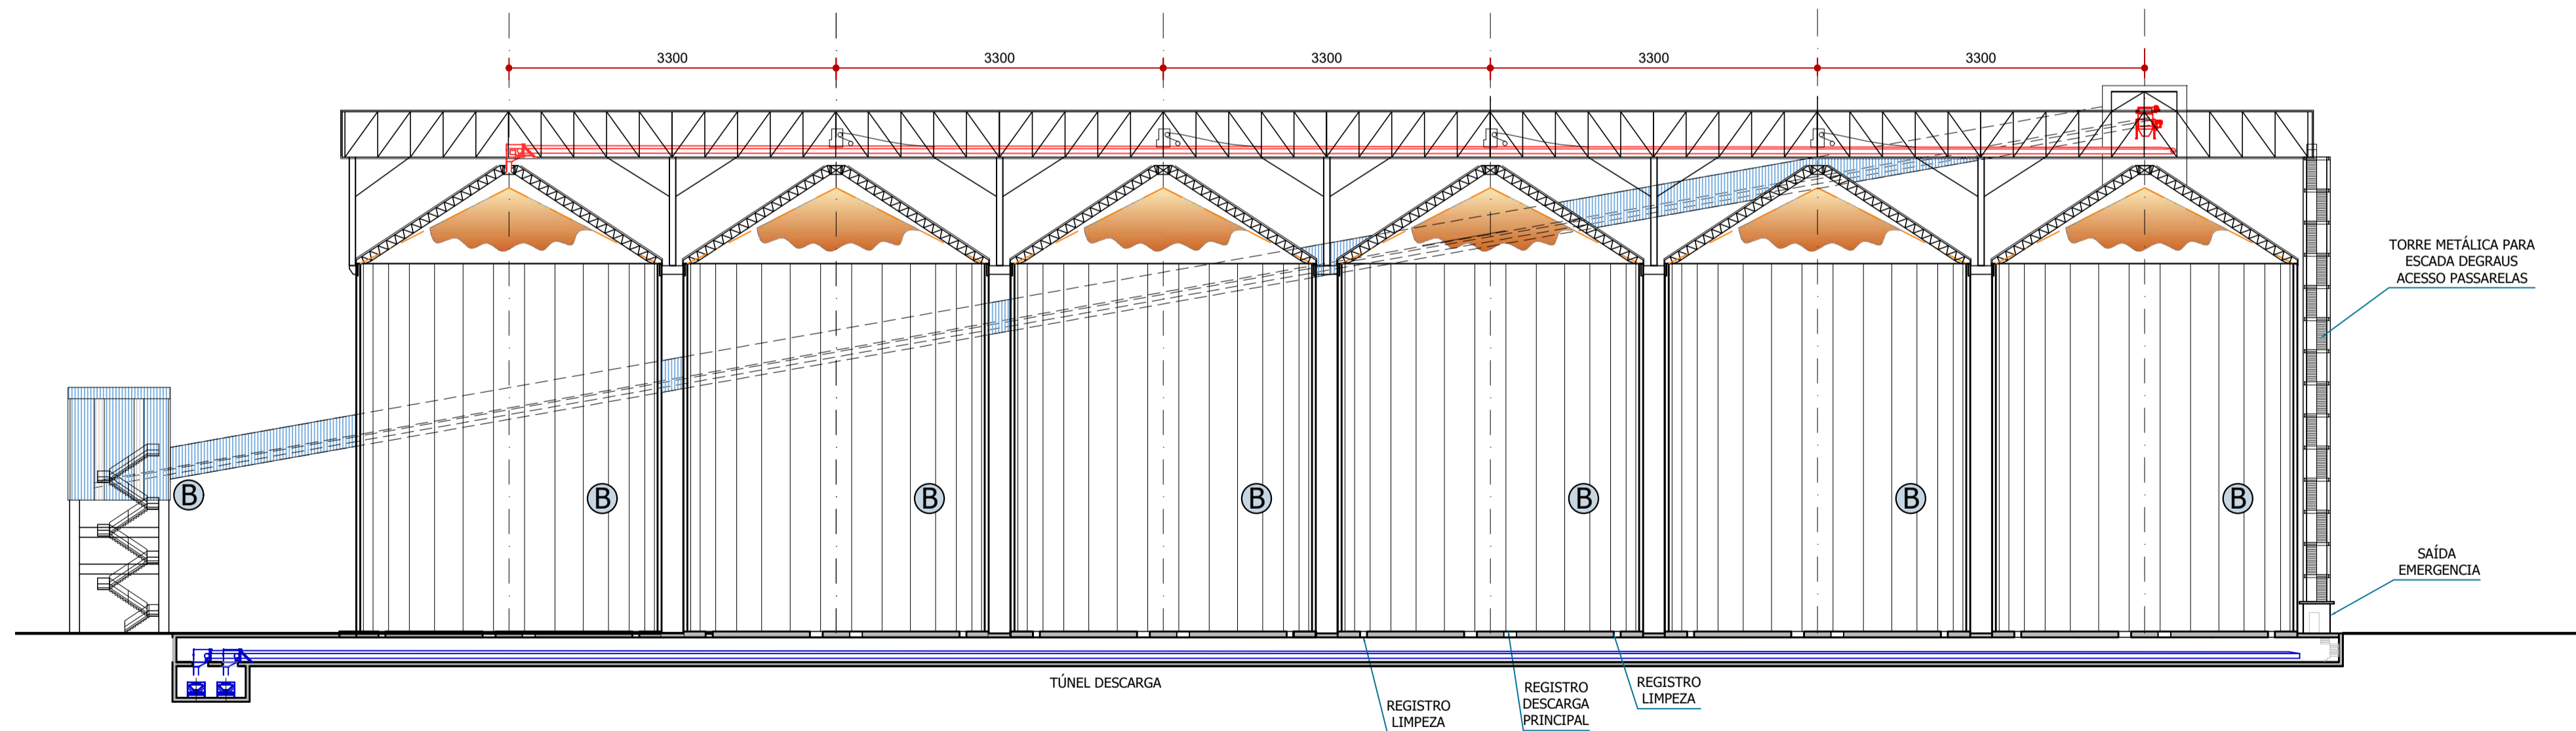 3300
3300
3300
3300
3300
TORRE METÁLICA PARA
ESCADA DEGRAUS
ACESSO PASSARELAS
B
B
B
B
B
B
B
SAÍDA
EMERGENCIA
TÚNEL DESCARGA
REGISTRO
LIMPEZA
REGISTRO
DESCARGA
PRINCIPAL
REGISTRO
LIMPEZA